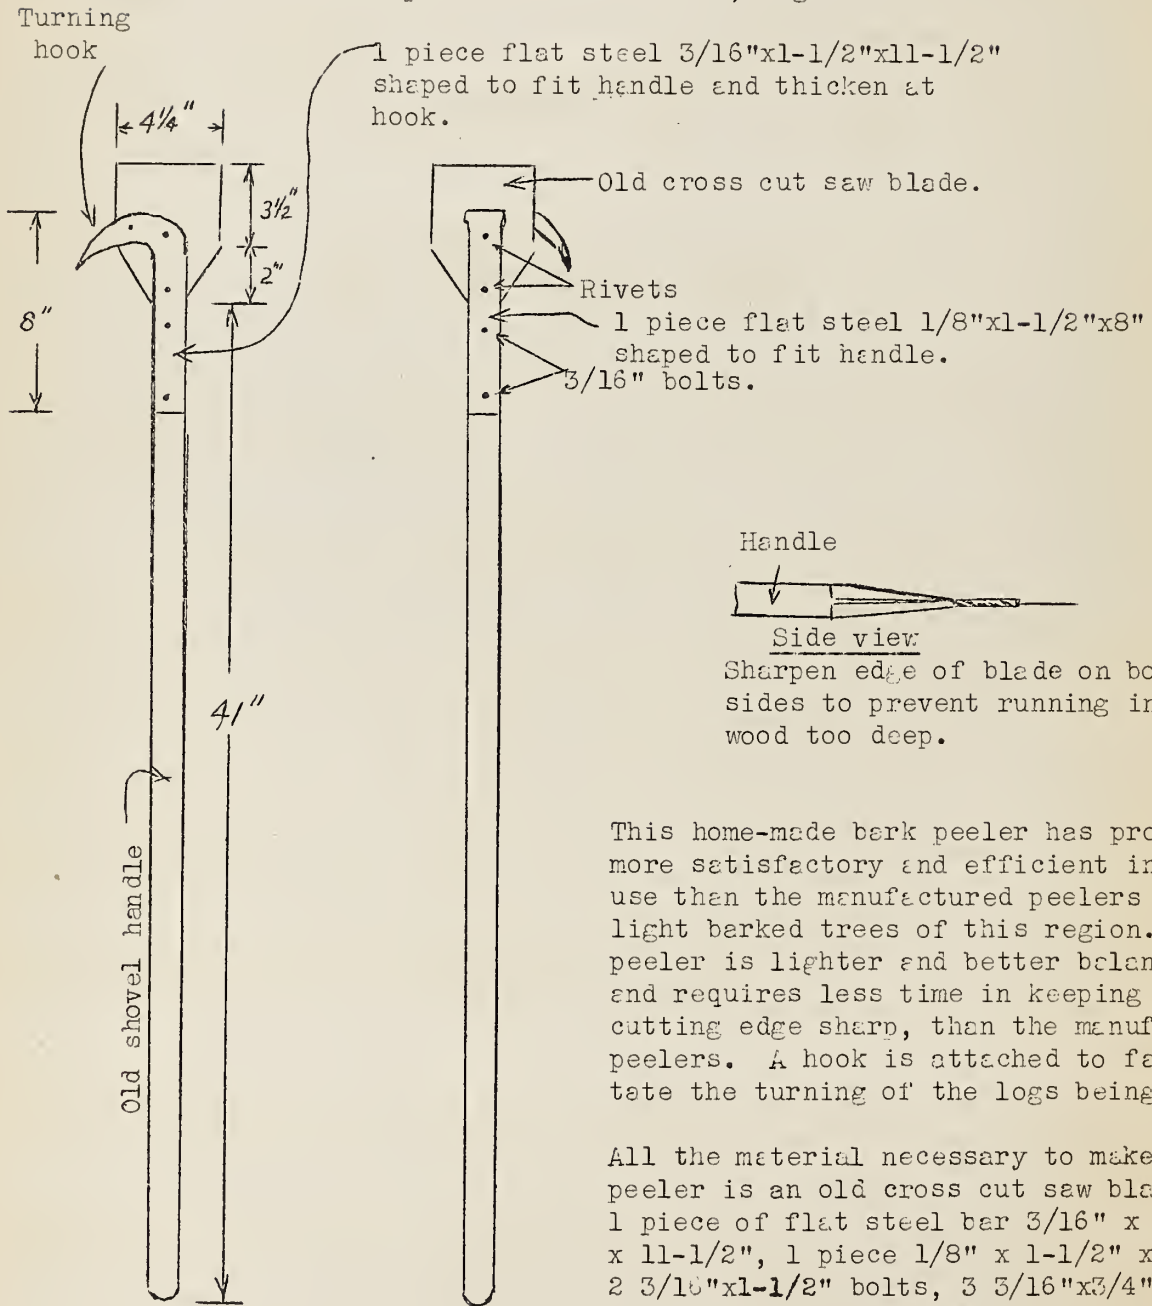 Turning
hook
1 piece flat steel 3/16"x1-1/2"x11-1/2"
shaped to fit handle and thicken at
hook.
4¼"
Old cross cut saw blade.
3½"
2"
8"
Rivets
1 piece flat steel 1/8"x1-1/2"x8"
shaped to fit handle.
3/16" bolts.
Handle
Side view
Sharpen edge of blade on bo
sides to prevent running in
wood too deep.
41"
Old shovel handle
This home-made bark peeler has pro
more satisfactory and efficient in
use than the manufactured peelers
light barked trees of this region.
peeler is lighter and better balan
and requires less time in keeping
cutting edge sharp, than the manuf
peelers. A hook is attached to fa
tate the turning of the logs being
All the material necessary to make
peeler is an old cross cut saw bla
1 piece of flat steel bar 3/16" x
x 11-1/2", 1 piece 1/8" x 1-1/2" x
2 3/16"x1-1/2" bolts, 3 3/16"x3/4"